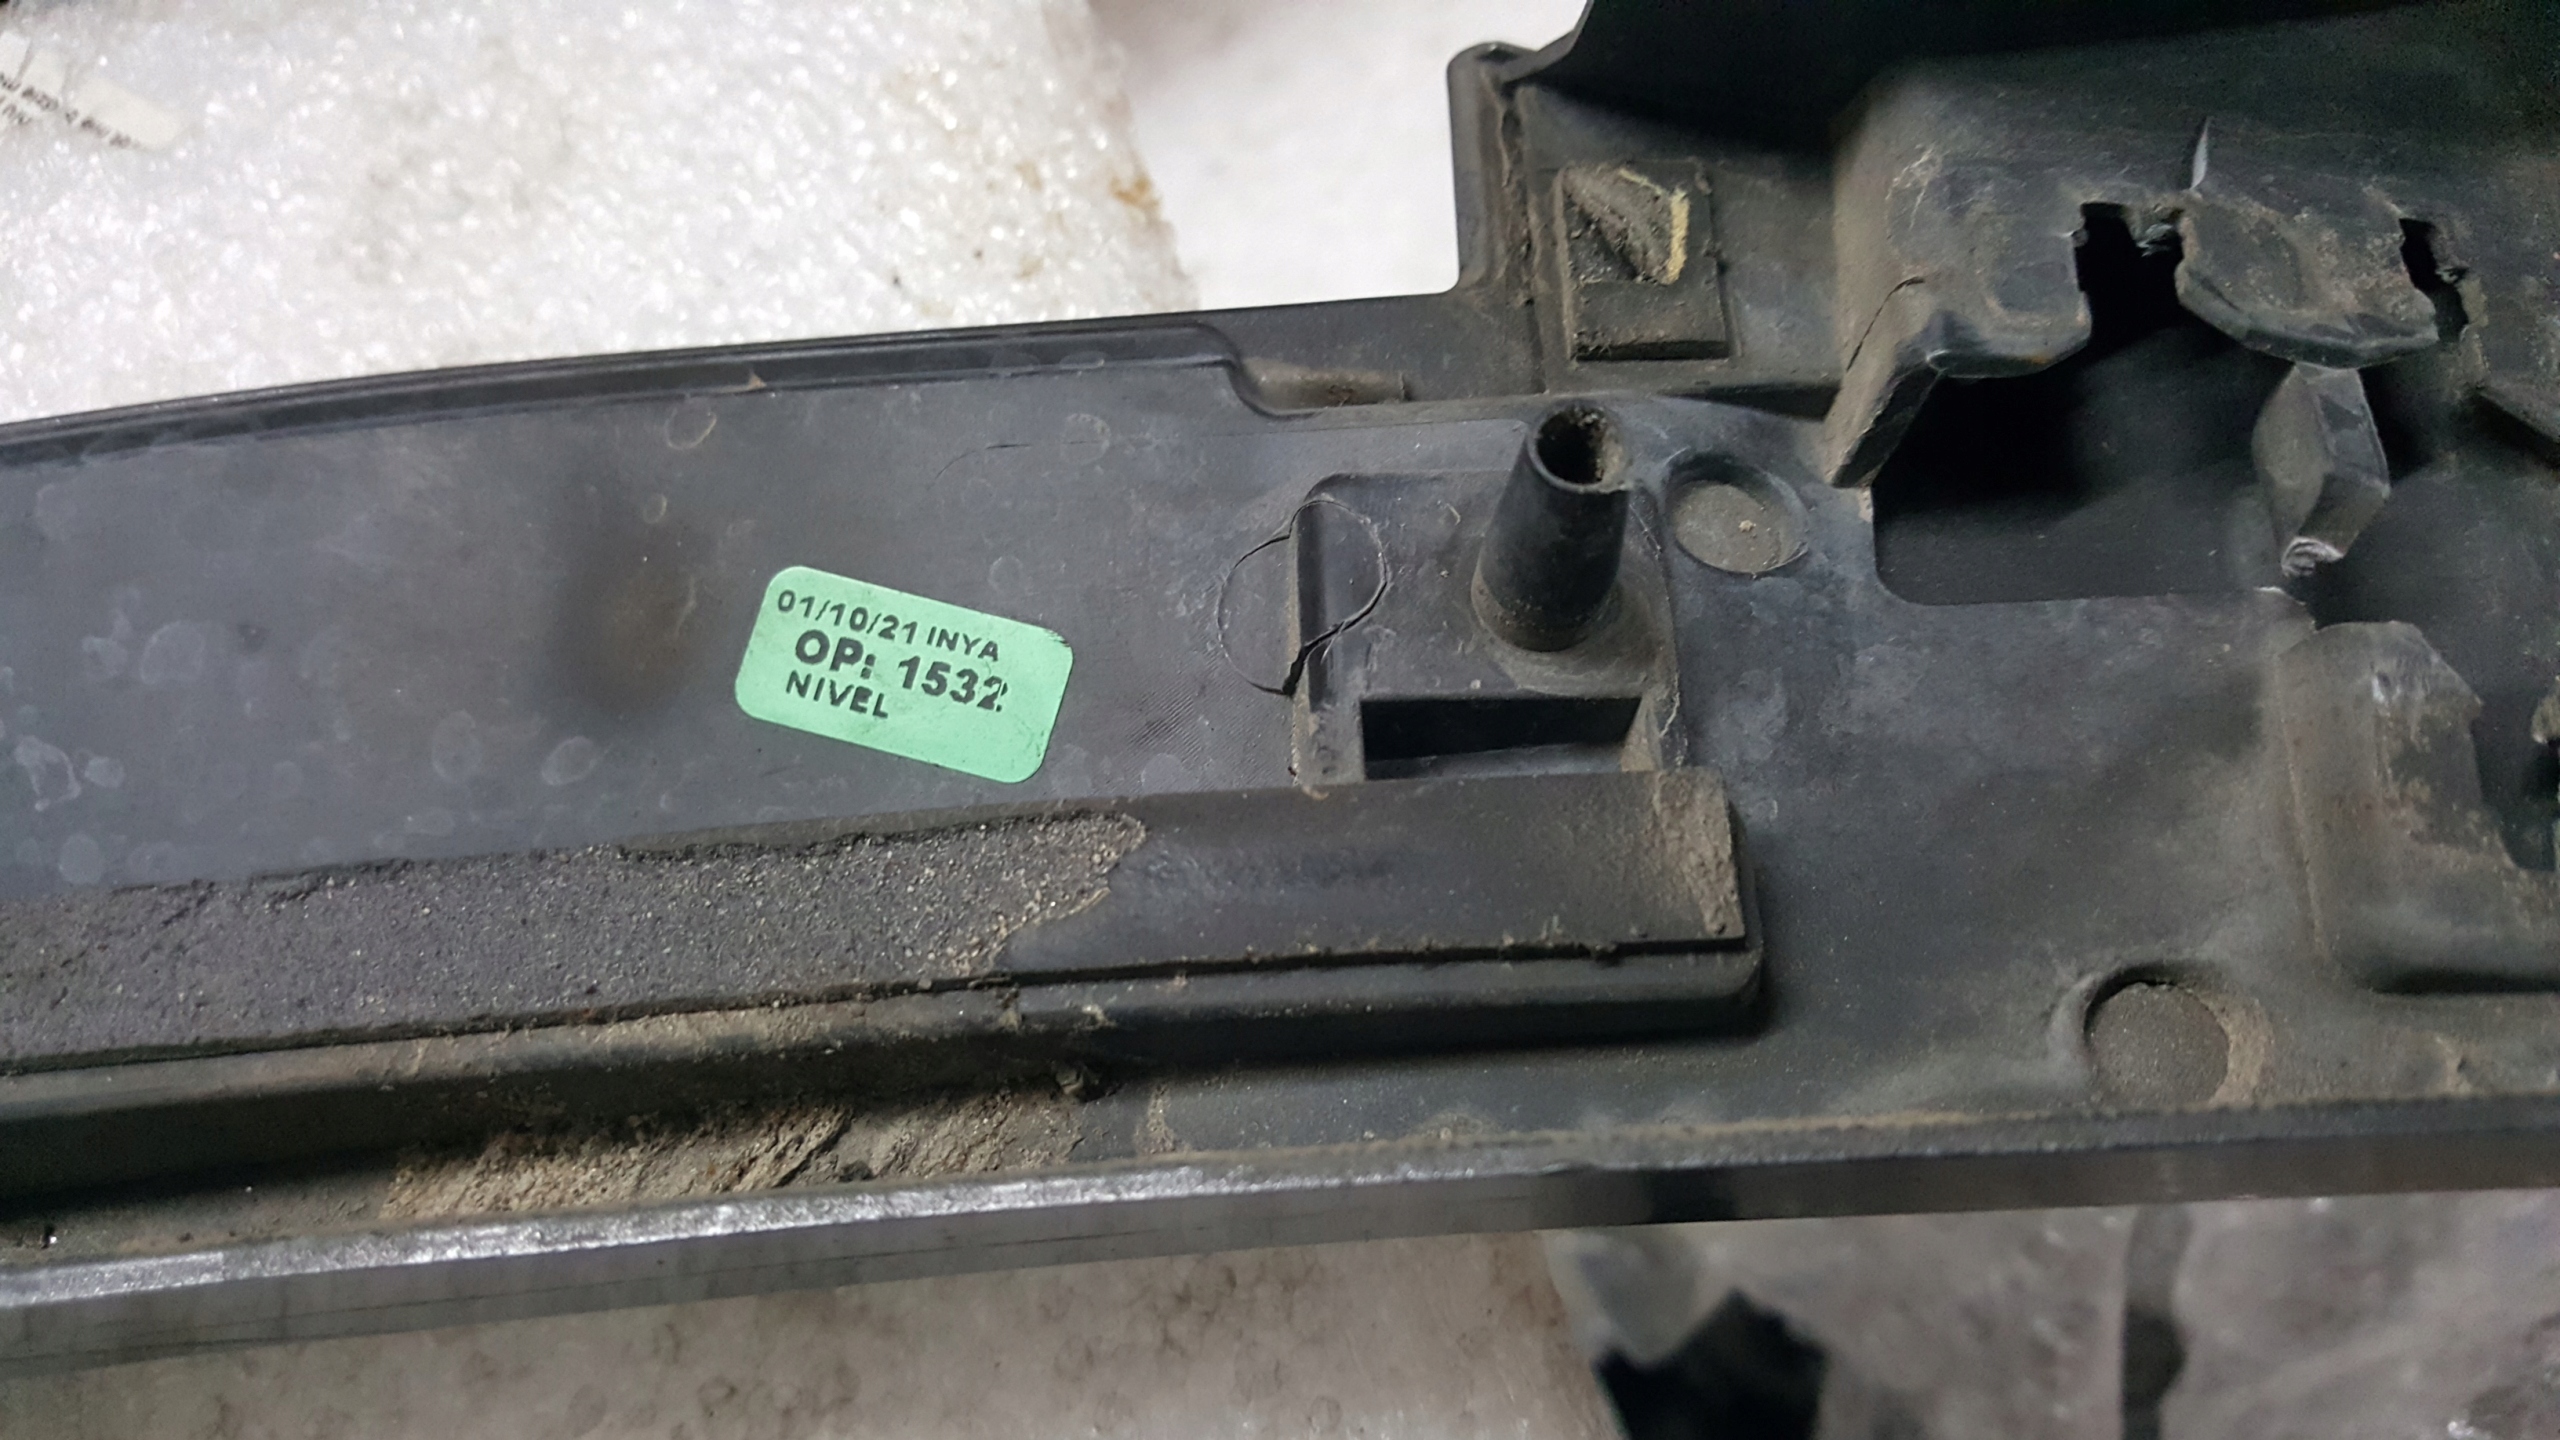 01/10/21 INYA
OP: 1532
NIVEL